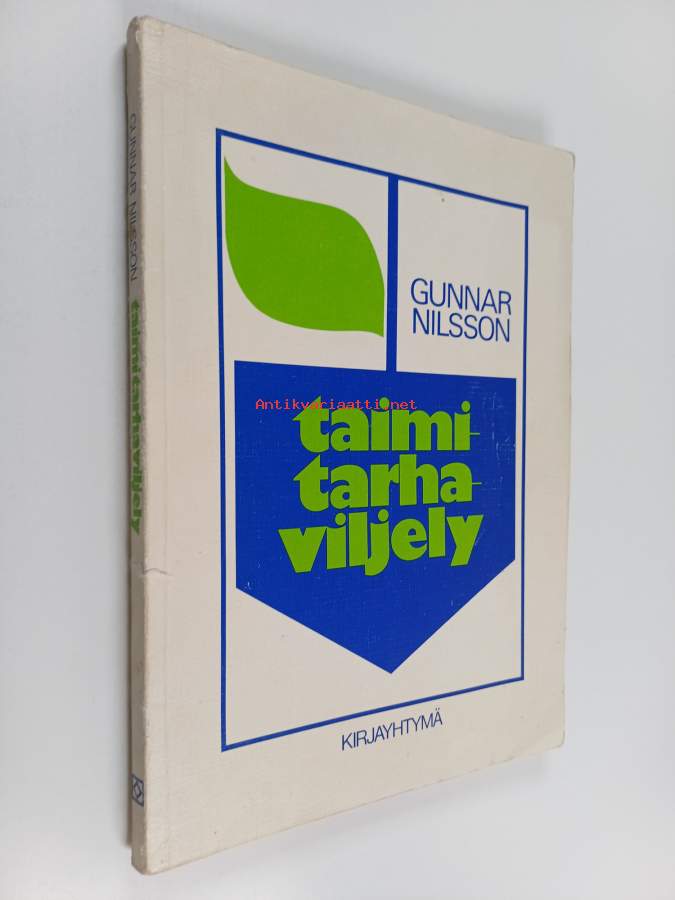 GUNNAR NILSSON
taimitarhaviljely
GUNNAR
NILSSON
Antikvariaatti.net
taimi-
tarha-
viljely
KIRJAYHTYMÄ